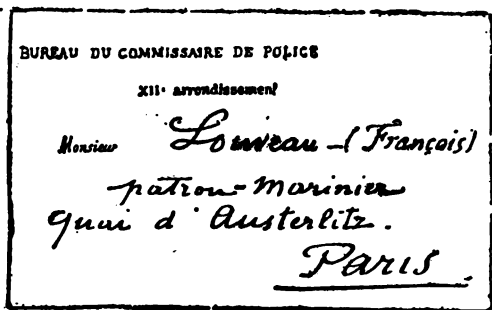 BUREAU DU COMMISSAIRE DE POLICE
XIIe arrondissement
Monsieur Louveau - (François)
patron-Marinier
Quai d'Austerlitz.
Paris.